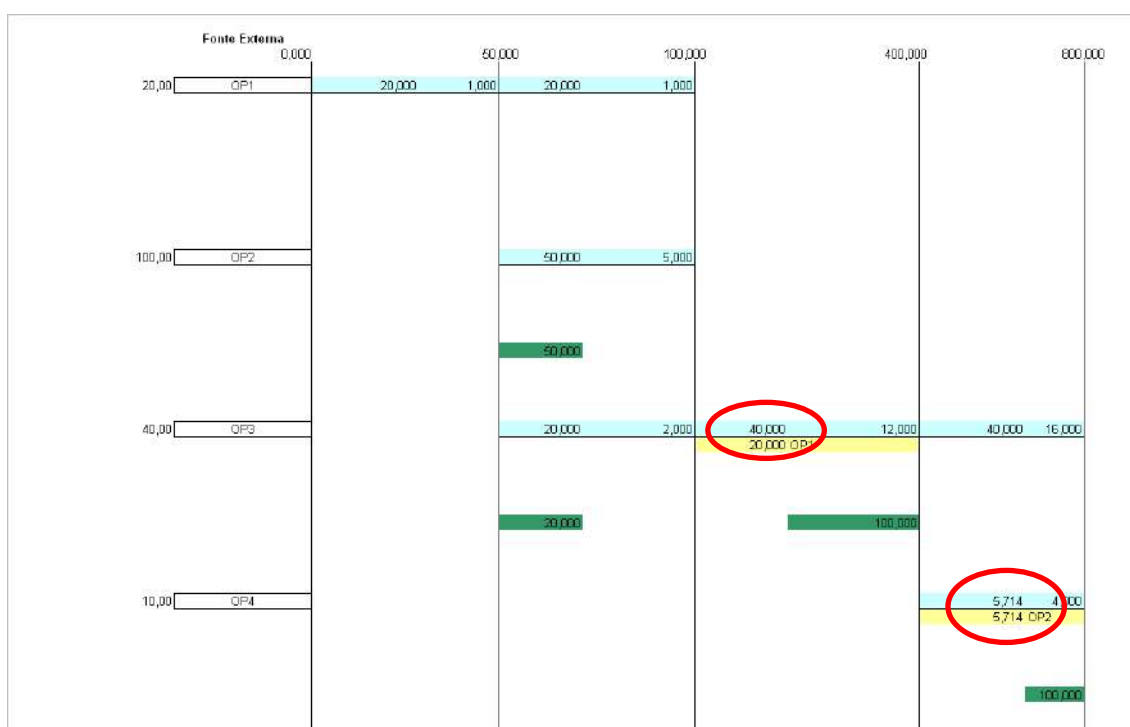 Fonte Externa
0,000 50,000 100,000 400,000 800,000
20,00 OP1 20,000 1,000 20,000 1,000
100,00 OP2 50,000 5,000
50,000
40,00 OP3 20,000 2,000 40,000 12,000 40,000 16,000
20,000 OP1
20,000 100,000
10,00 OP4 5,714
5,714 OP2
100,000